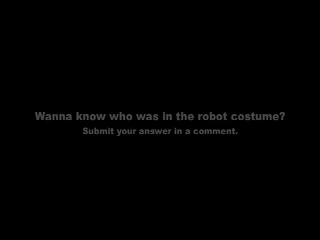 Wanna know who was in the robot costume?
Submit your answer in a comment.